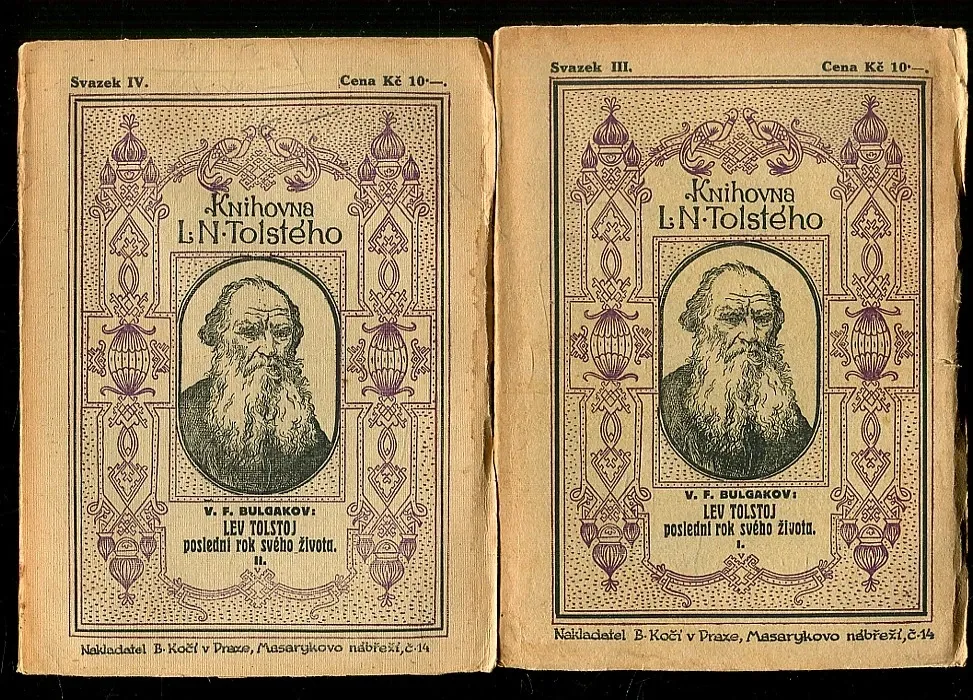 Svazek IV.
Cena Kč 10·—.
Knihovna
L·N·Tolstého
V. F. BULGAKOV:
LEV TOLSTOJ
poslední rok svého života.
II.
Nakladatel B·Kočí v Praze, Masarykovo nábřeží, č·14
Svazek III.
Cena Kč 10·—.
Knihovna
L·N·Tolstého
V. F. BULGAKOV:
LEV TOLSTOJ
poslední rok svého života.
I.
Nakladatel B·Kočí v Praze, Masarykovo nábřeží, č·14